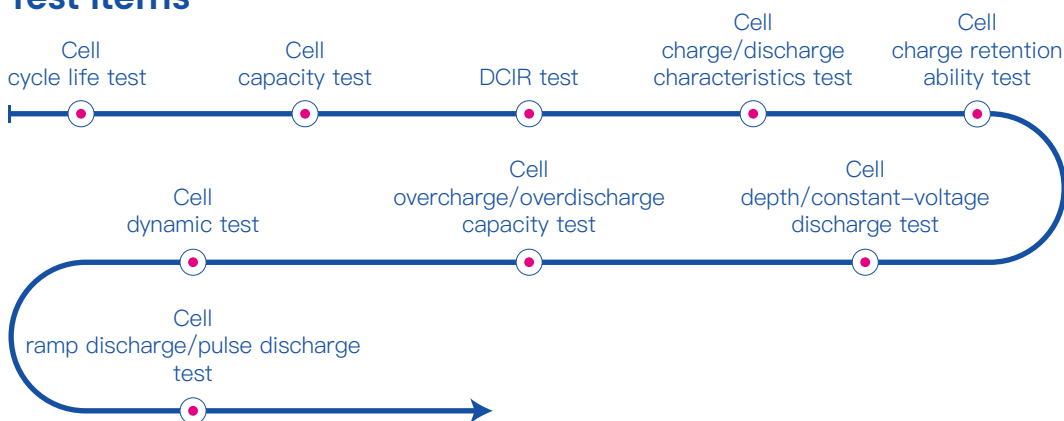 Test items
Cell
cycle life test
Cell
capacity test
DCIR test
Cell
charge/discharge
characteristics test
Cell
charge retention
ability test
Cell
dynamic test
Cell
overcharge/overdischarge
capacity test
Cell
depth/constant–voltage
discharge test
Cell
ramp discharge/pulse discharge
test